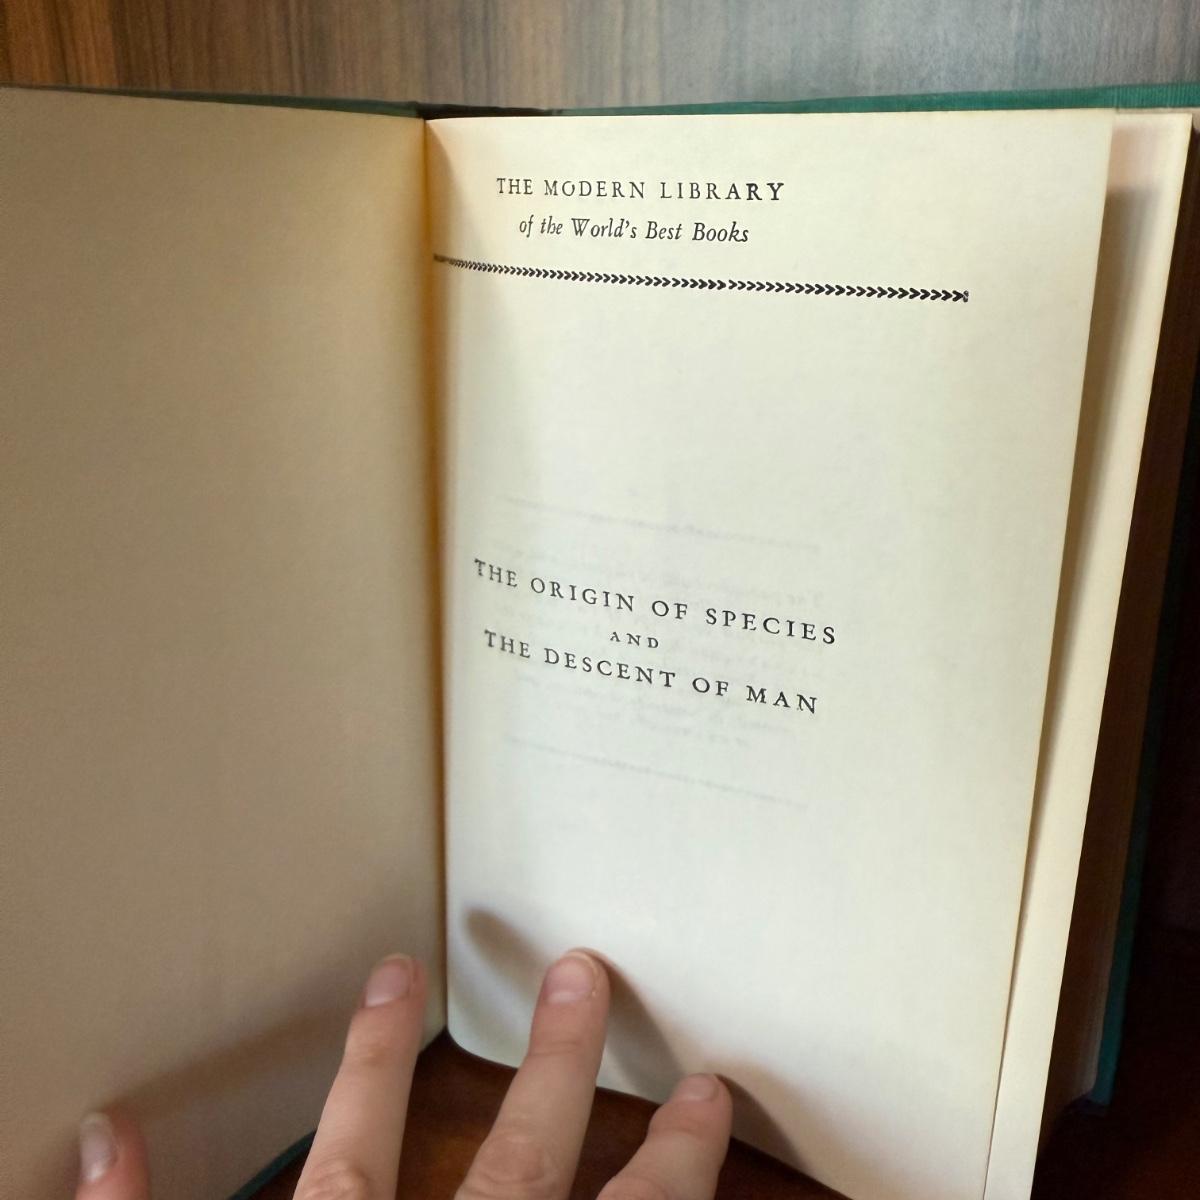 THE MODERN LIBRARY
of the World's Best Books
THE ORIGIN OF SPECIES
AND
THE DESCENT OF MAN